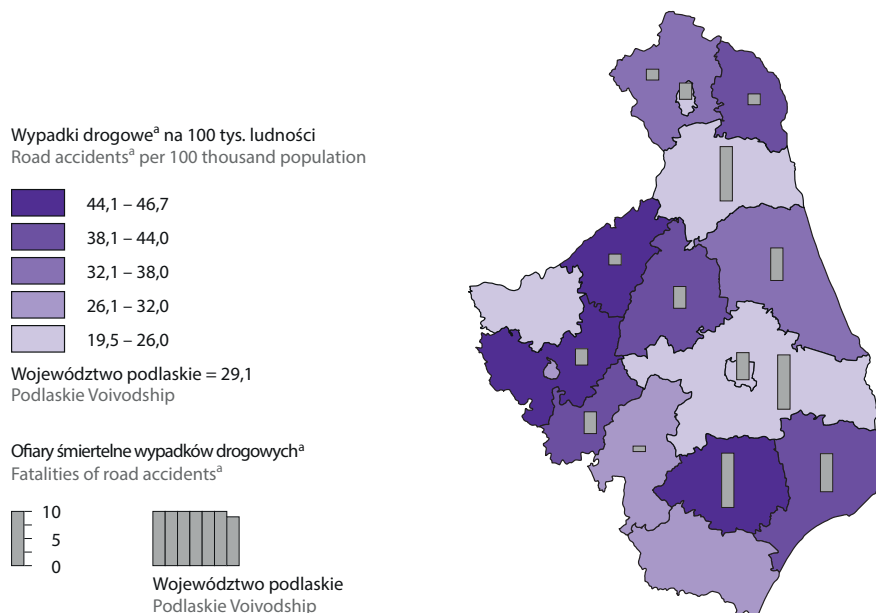 Wypadki drogoweᵃ na 100 tys. ludności
Road accidentsᵃ per 100 thousand population
44,1 – 46,7
38,1 – 44,0
32,1 – 38,0
26,1 – 32,0
19,5 – 26,0
Województwo podlaskie = 29,1
Podlaskie Voivodship
Ofiary śmiertelne wypadków drogowychᵃ
Fatalities of road accidentsᵃ
10
5
0
Województwo podlaskie
Podlaskie Voivodship